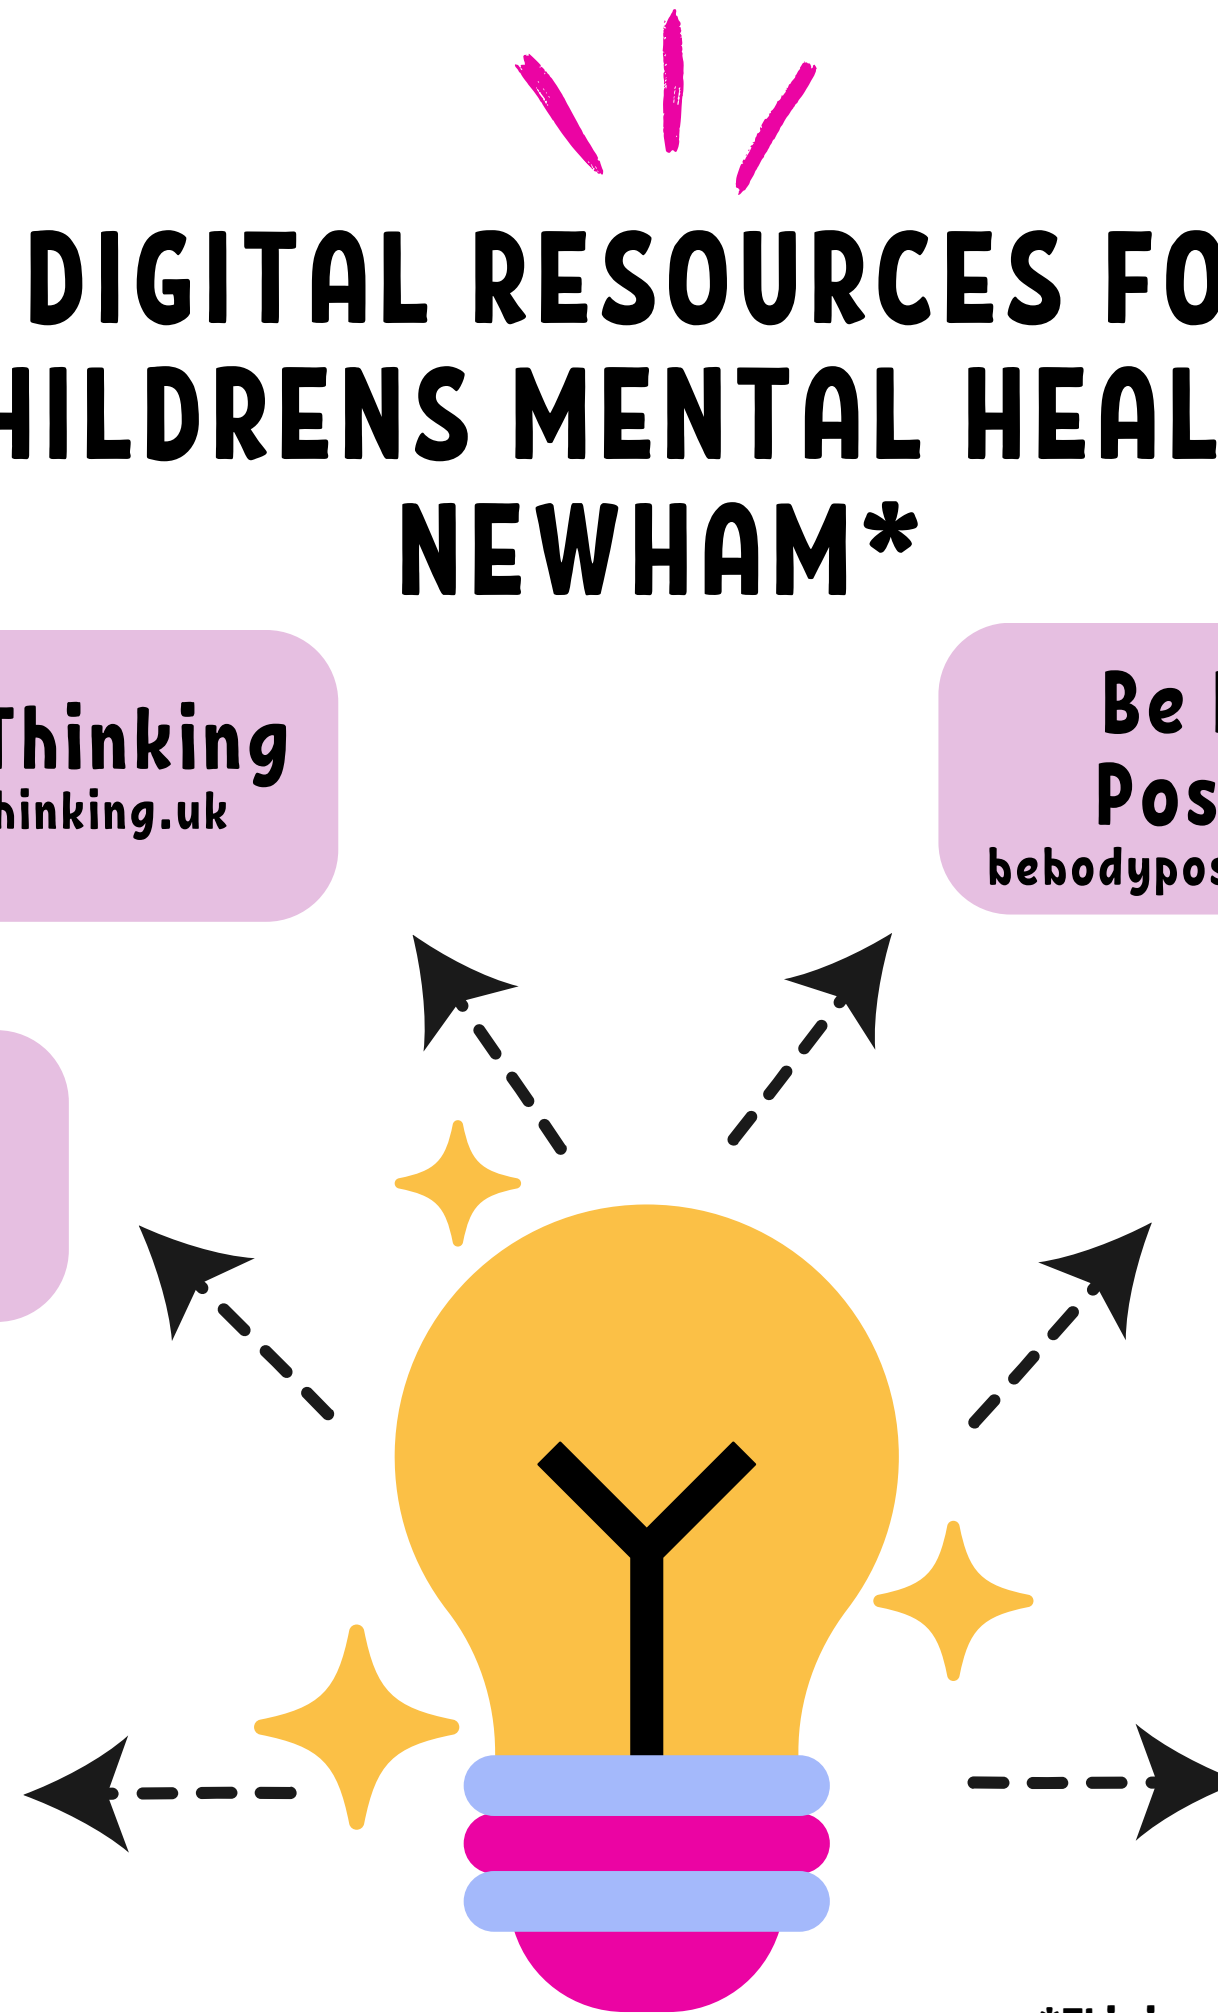 DIGITAL RESOURCES FO
HILDRENS MENTAL HEAL
NEWHAM*
Thinking
hinking.uk
Be
Pos
bebodypos